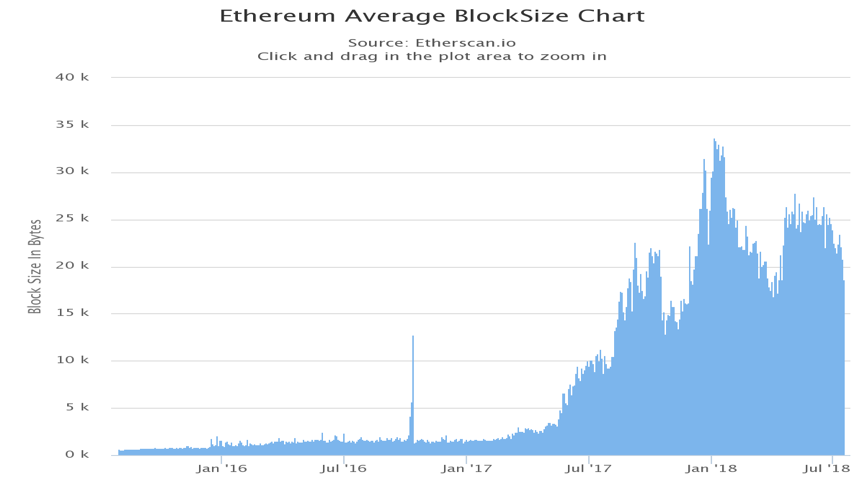 Ethereum Average BlockSize Chart
Source: Etherscan.io
Click and drag in the plot area to zoom in
Block Size In Bytes
40 k
35 k
30 k
25 k
20 k
15 k
10 k
5 k
0 k
Jan '16
Jul '16
Jan '17
Jul '17
Jan '18
Jul '18